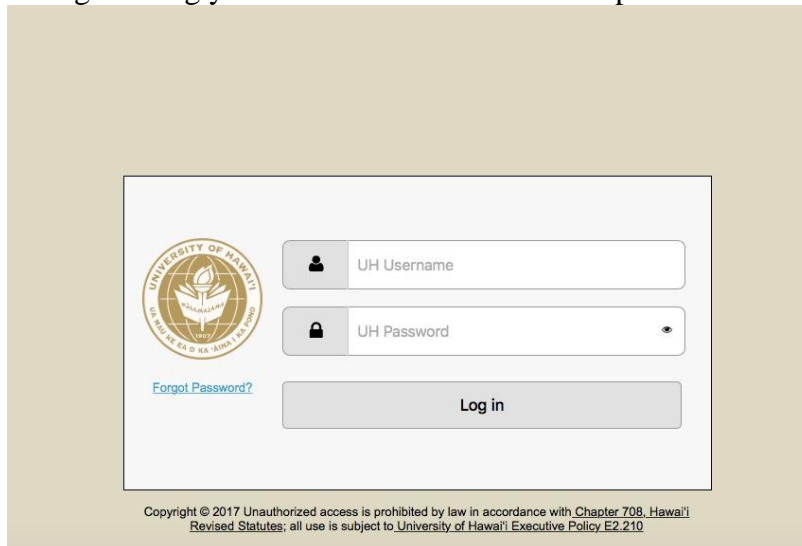 UNIVERSITY OF HAWAI'I
UA MAU KE EA O KA 'ĀINA I KA PONO
MALAMALAMA
1907
UH Username
UH Password
Forgot Password?
Log in
Copyright © 2017 Unauthorized access is prohibited by law in accordance with Chapter 708, Hawai'i
Revised Statutes; all use is subject to University of Hawai'i Executive Policy E2.210